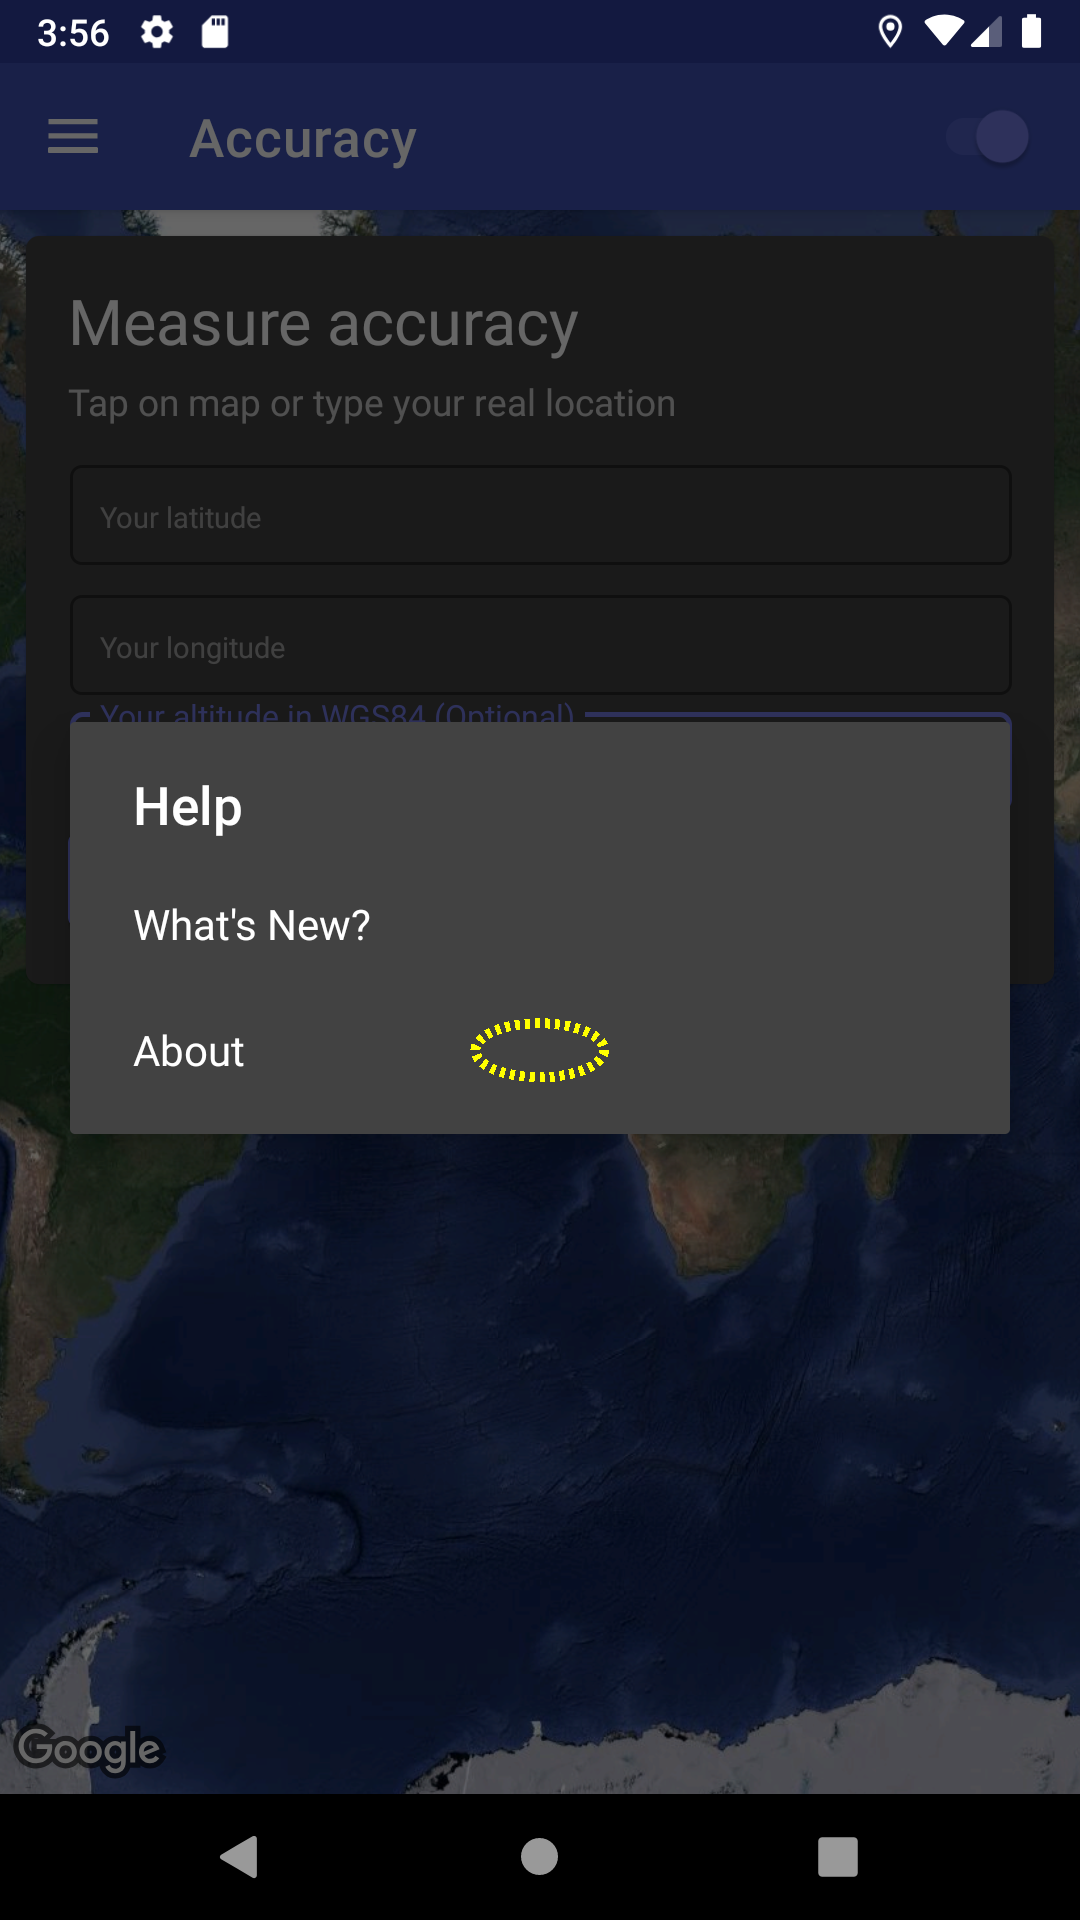 3:56
Accuracy
Measure accuracy
Tap on map or type your real location
Your latitude
Your longitude
Your altitude in WGS84 (Optional)
Help
What's New?
About
Google